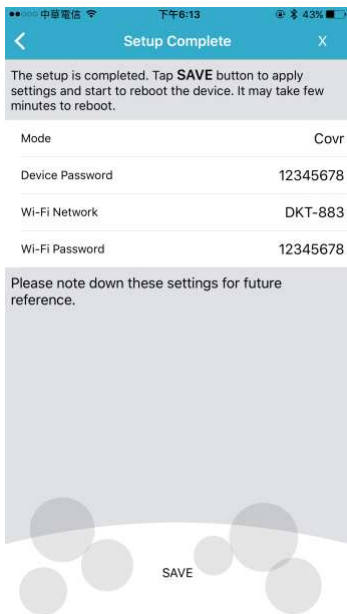 中華電信 下午6:13 43%
Setup Complete X
The setup is completed. Tap SAVE button to apply
settings and start to reboot the device. It may take few
minutes to reboot.
Mode Covr
Device Password 12345678
Wi-Fi Network DKT-883
Wi-Fi Password 12345678
Please note down these settings for future
reference.
SAVE